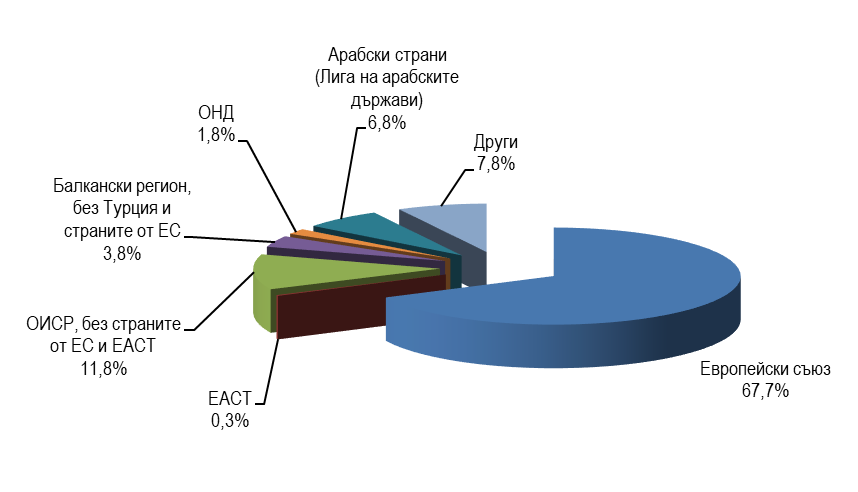 Арабски страни
(Лига на арабските
държави)
6,8%
ОНД
1,8%
Други
7,8%
Балкански регион,
без Турция и
страните от ЕС
3,8%
ОИСР, без страните
от ЕС и ЕАСТ
11,8%
Европейски съюз
67,7%
ЕАСТ
0,3%